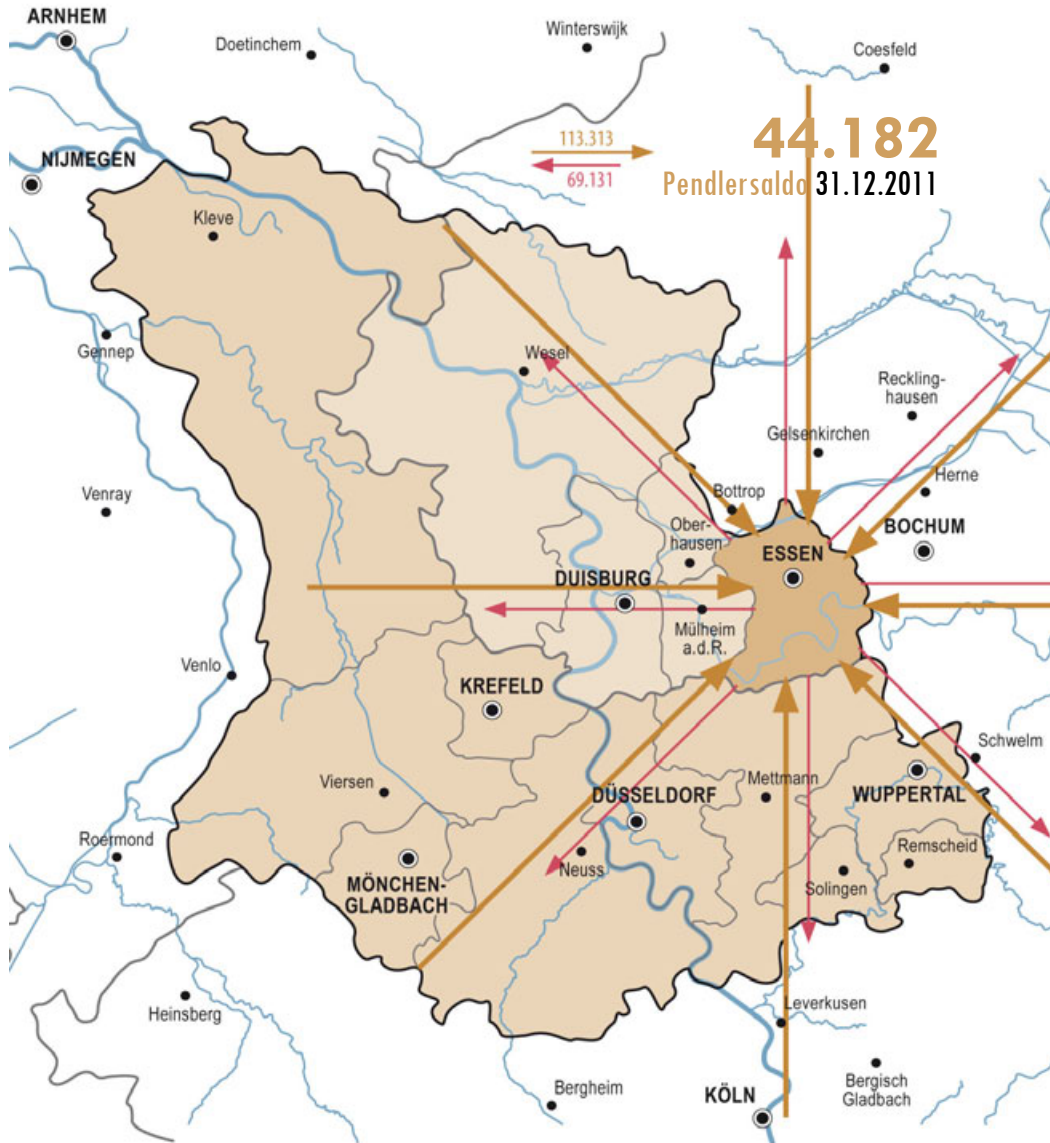 ARNHEM
Winterswijk
Doetinchem
Coesfeld
113.313
44.182
NIJMEGEN
69.131
Pendlersaldo 31.12.2011
Kleve
Gennep
Wesel
Reckling-
hausen
Gelsenkirchen
Herne
Venray
Bottrop
Ober-
hausen
BOCHUM
ESSEN
DUISBURG
Mülheim
a.d.R.
Venlo
KREFELD
Schwelm
Viersen
Mettmann
DÜSSELDORF
WUPPERTAL
Roermond
Neuss
Remscheid
MÖNCHEN-
GLADBACH
Solingen
Heinsberg
Leverkusen
Bergheim
KÖLN
Bergisch
Gladbach